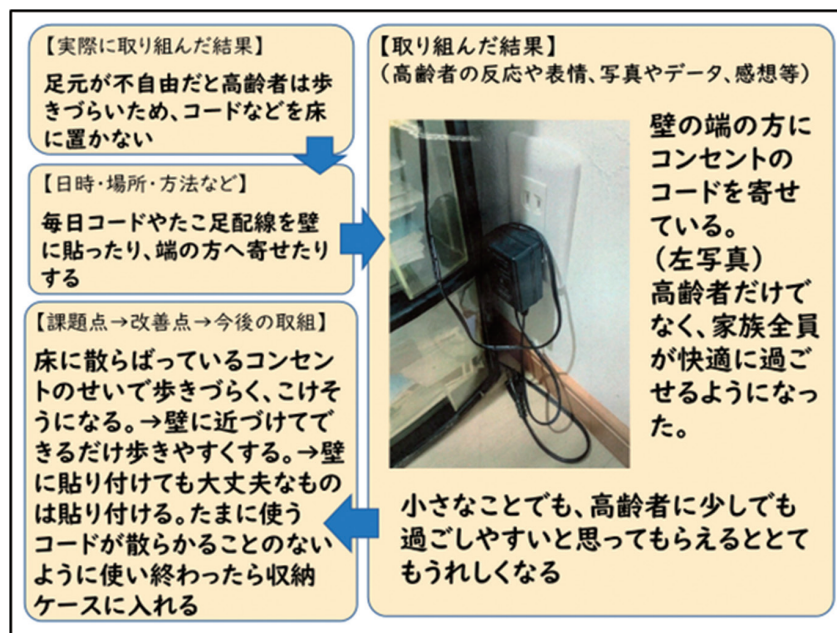 【実際に取り組んだ結果】
足元が不自由だと高齢者は歩
きづらいため、コードなどを床
に置かない
【日時・場所・方法など】
毎日コードやたこ足配線を壁
に貼ったり、端の方へ寄せたり
する
【取り組んだ結果】
(高齢者の反応や表情、写真やデータ、感想等)
壁の端の方に
コンセントの
コードを寄せ
ている。
(左写真)
高齢者だけで
なく、家族全員
が快適に過ご
せるようになっ
た。
小さなことでも、高齢者に少しでも
過ごしやすいと思ってもらえるととて
もうれしくなる
【課題点→改善点→今後の取組】
床に散らばっているコンセン
トのせいで歩きづらく、こけそ
うになる。→壁に近づけてで
きるだけ歩きやすくする。→壁
に貼り付けても大丈夫なもの
は貼り付ける。たまに使う
コードが散らかることのない
ように使い終わったら収納
ケースに入れる